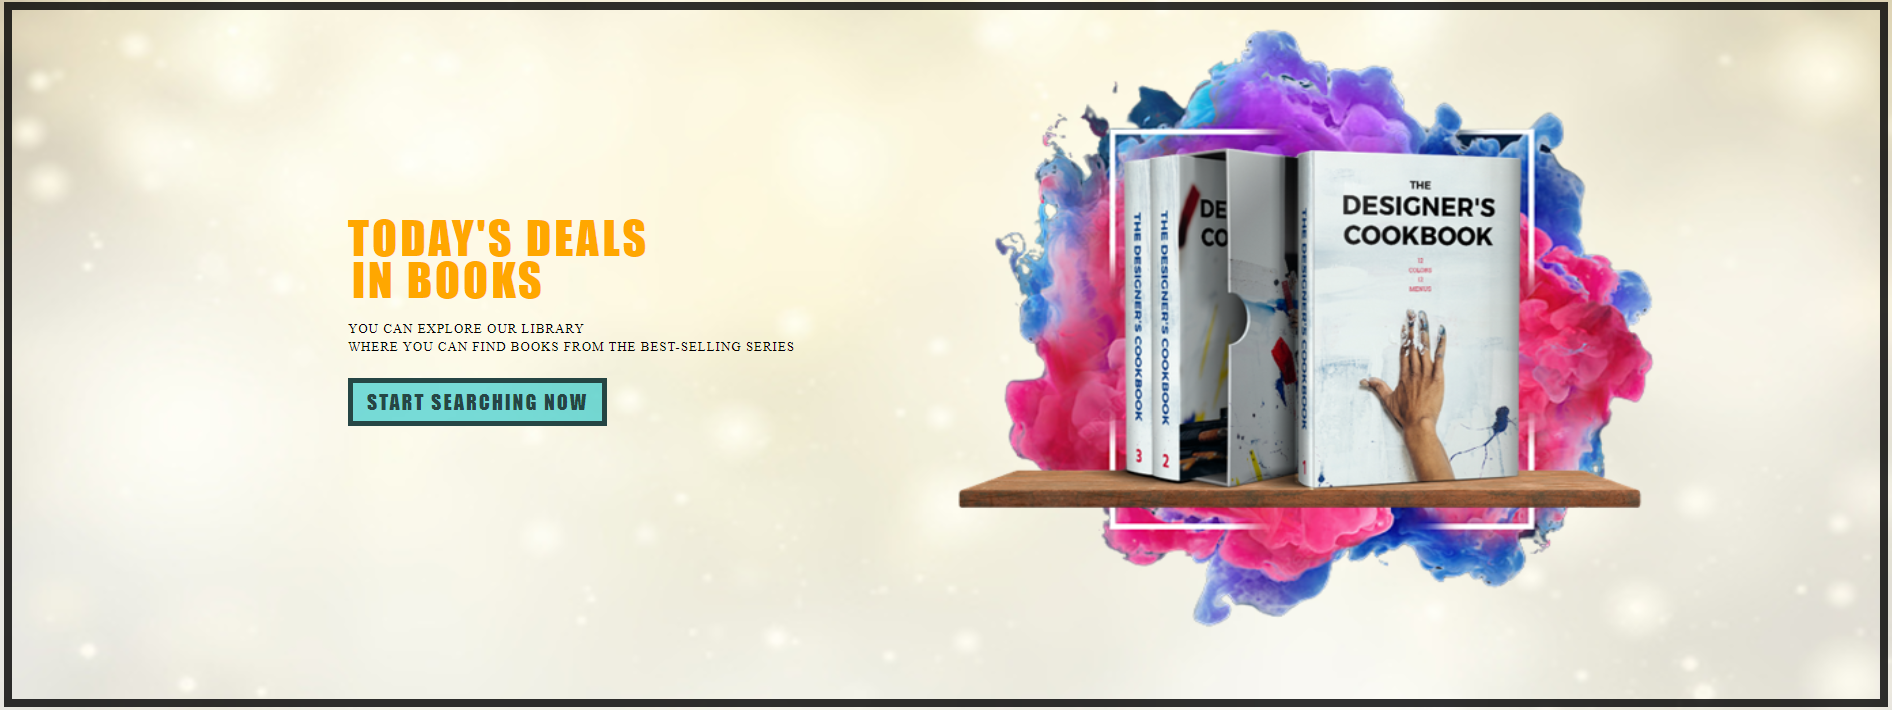 TODAY'S DEALS
IN BOOKS
YOU CAN EXPLORE OUR LIBRARY
WHERE YOU CAN FIND BOOKS FROM THE BEST-SELLING SERIES
START SEARCHING NOW
THE DESIGNER'S COOKBOOK
3
THE DESIGNER'S COOKBOOK
2
DE
CO
THE DESIGNER'S COOKBOOK
1
THE
DESIGNER'S
COOKBOOK
12
COLORS
12
MENUS